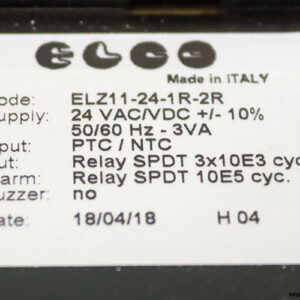 ELCO
Made in ITALY
ode: ELZ11-24-1R-2R
upply: 24 VAC/VDC +/- 10%
50/60 Hz - 3VA
put: PTC / NTC
ut: Relay SPDT 3x10E3 cyc
arm: Relay SPDT 10E5 cyc.
uzzer: no
ate: 18/04/18 H 04